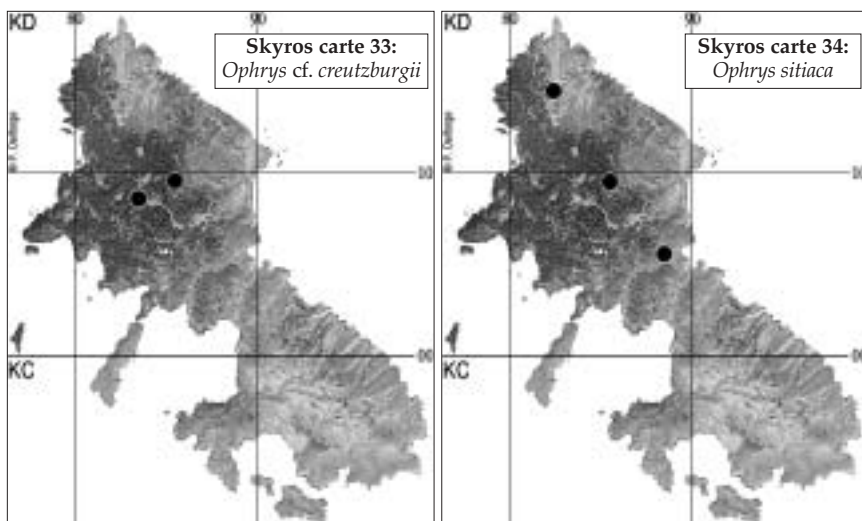 KD
80
90
Skyros carte 33:
Ophrys cf. creutzburgii
10
00
KC
KD
80
90
Skyros carte 34:
Ophrys sitiaca
10
00
KC